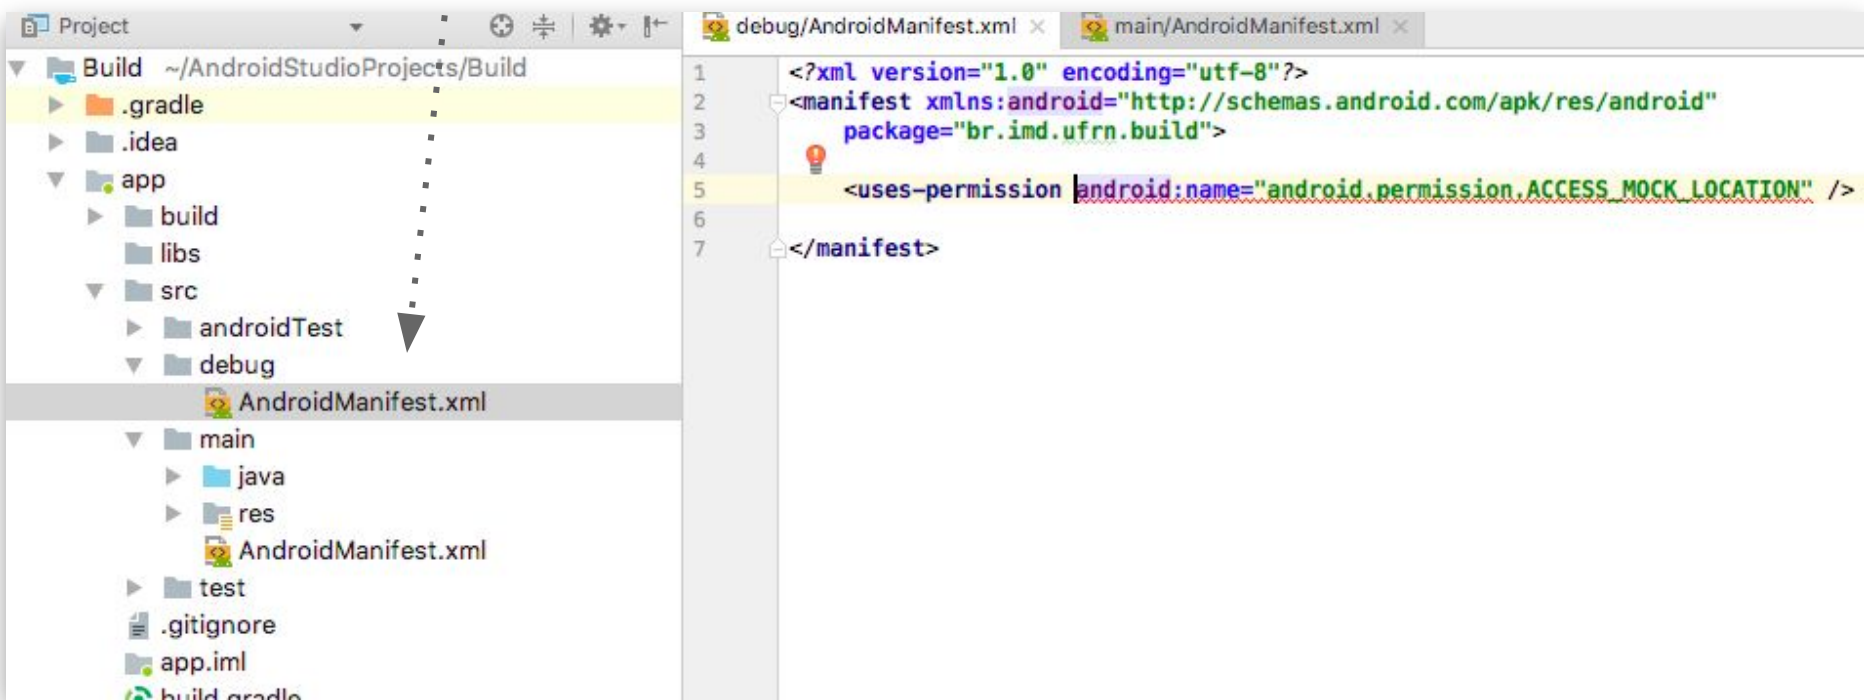 Project
Build ~/AndroidStudioProjects/Build
.gradle
.idea
app
build
libs
src
androidTest
debug
AndroidManifest.xml
main
java
res
AndroidManifest.xml
test
.gitignore
app.iml
build.gradle
debug/AndroidManifest.xml
main/AndroidManifest.xml
1 <?xml version="1.0" encoding="utf-8"?>
2 <manifest xmlns:android="http://schemas.android.com/apk/res/android"
3 package="br.imd.ufrn.build">
4
5 <uses-permission android:name="android.permission.ACCESS_MOCK_LOCATION" />
6
7 </manifest>